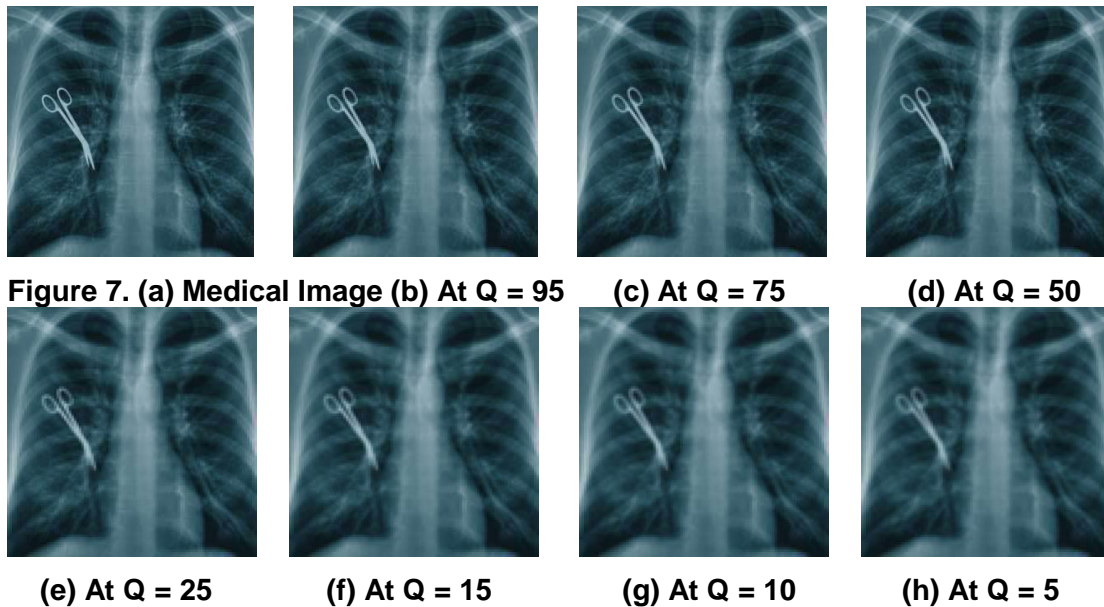 Figure 7. (a) Medical Image (b) At Q = 95 (c) At Q = 75 (d) At Q = 50
(e) At Q = 25 (f) At Q = 15 (g) At Q = 10 (h) At Q = 5